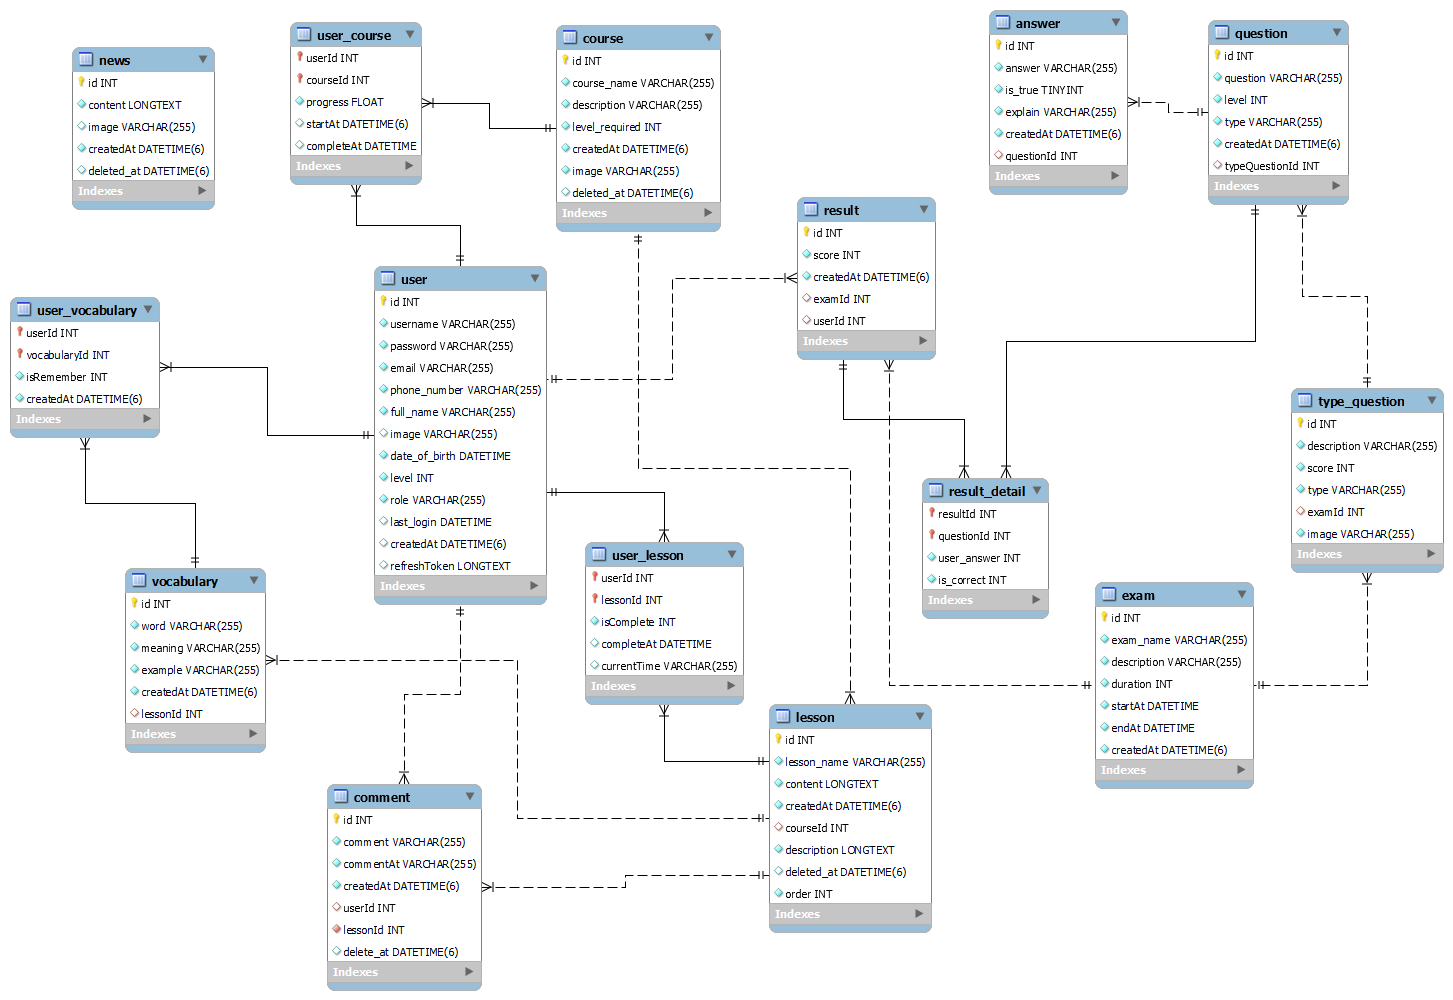 news
id INT
content LONGTEXT
image VARCHAR(255)
createdAt DATETIME(6)
deleted_at DATETIME(6)
Indexes
user_course
userId INT
courseId INT
progress FLOAT
startAt DATETIME(6)
completeAt DATETIME
Indexes
course
id INT
course_name VARCHAR(255)
description VARCHAR(255)
level_required INT
createdAt DATETIME(6)
image VARCHAR(255)
deleted_at DATETIME(6)
Indexes
answer
id INT
answer VARCHAR(255)
is_true TINYINT
explain VARCHAR(255)
createdAt DATETIME(6)
questionId INT
Indexes
question
id INT
question VARCHAR(255)
level INT
type VARCHAR(255)
createdAt DATETIME(6)
typeQuestionId INT
Indexes
result
id INT
score INT
createdAt DATETIME(6)
examId INT
userId INT
Indexes
user
id INT
username VARCHAR(255)
password VARCHAR(255)
email VARCHAR(255)
phone_number VARCHAR(255)
full_name VARCHAR(255)
image VARCHAR(255)
date_of_birth DATETIME
level INT
role VARCHAR(255)
last_login DATETIME
createdAt DATETIME(6)
refreshToken LONGTEXT
Indexes
user_vocabulary
userId INT
vocabularyId INT
isRemember INT
createdAt DATETIME(6)
Indexes
type_question
id INT
description VARCHAR(255)
score INT
type VARCHAR(255)
examId INT
image VARCHAR(255)
Indexes
result_detail
resultId INT
questionId INT
user_answer INT
is_correct INT
Indexes
user_lesson
userId INT
lessonId INT
isComplete INT
completeAt DATETIME
currentTime VARCHAR(255)
Indexes
vocabulary
id INT
word VARCHAR(255)
meaning VARCHAR(255)
example VARCHAR(255)
createdAt DATETIME(6)
lessonId INT
Indexes
exam
id INT
exam_name VARCHAR(255)
description VARCHAR(255)
duration INT
startAt DATETIME
endAt DATETIME
createdAt DATETIME(6)
Indexes
lesson
id INT
lesson_name VARCHAR(255)
content LONGTEXT
createdAt DATETIME(6)
courseId INT
description LONGTEXT
deleted_at DATETIME(6)
order INT
Indexes
comment
id INT
comment VARCHAR(255)
commentAt VARCHAR(255)
createdAt DATETIME(6)
userId INT
lessonId INT
delete_at DATETIME(6)
Indexes